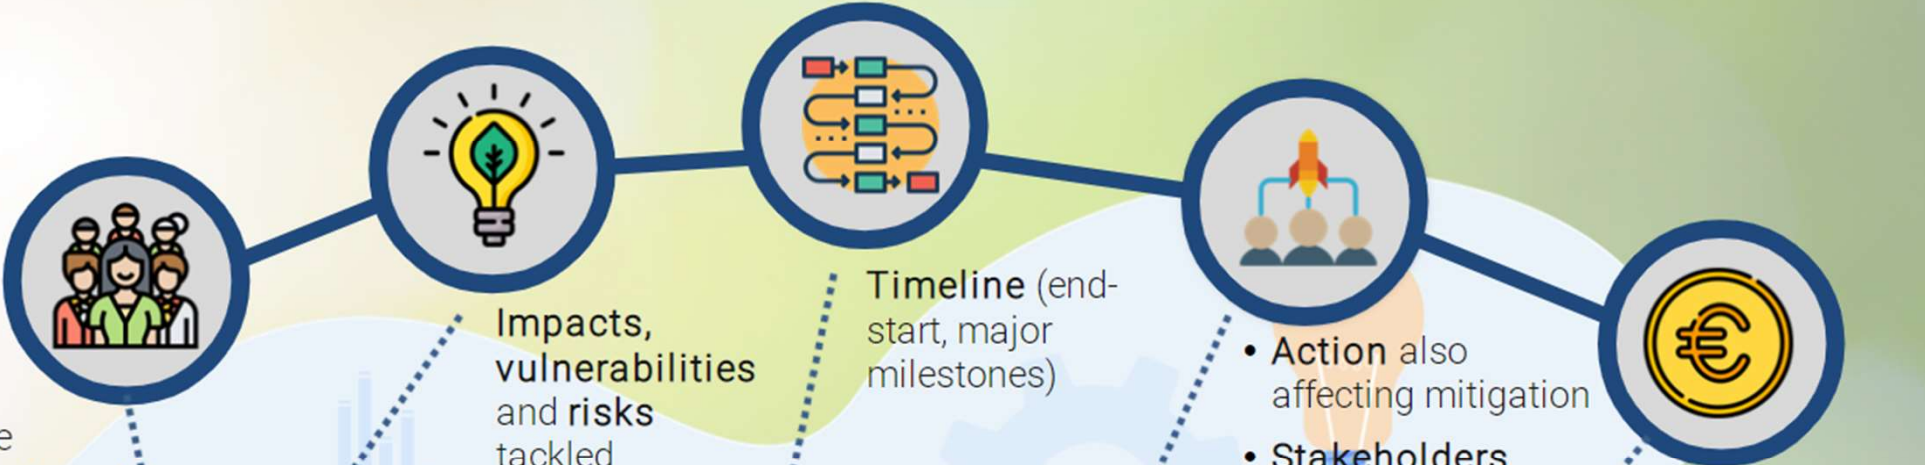 Impacts,
vulnerabilities
and risks
tackled
Timeline (end-
start, major
milestones)
• Action also
affecting mitigation
• Stakeholders